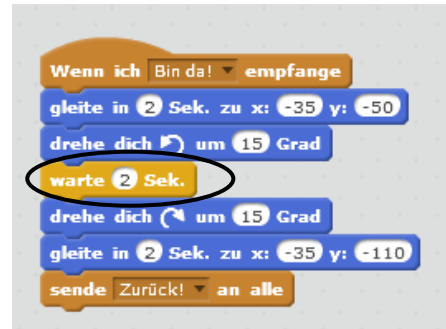 Wenn ich Bin da! empfange
gleite in 2 Sek. zu x: -35 y: -50
drehe dich um 15 Grad
warte 2 Sek.
drehe dich um 15 Grad
gleite in 2 Sek. zu x: -35 y: -110
sende Zurück! an alle